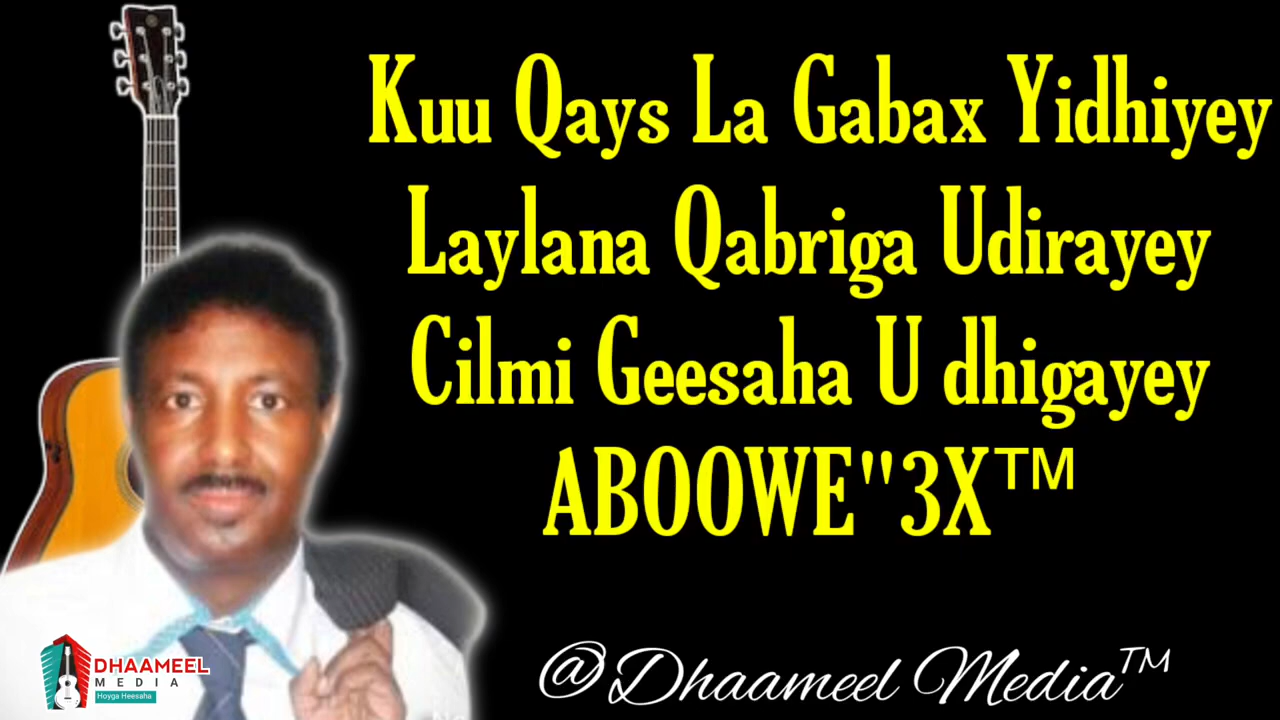 Kuu Qays La Gabax Yidhiyey
Laylana Qabriga Udirayey
Cilmi Geesaha U dhigayey
ABOOWE"3X™
@Dhaameel Media™
DHAAMEEL
MEDIA
Hoyga Heesaha